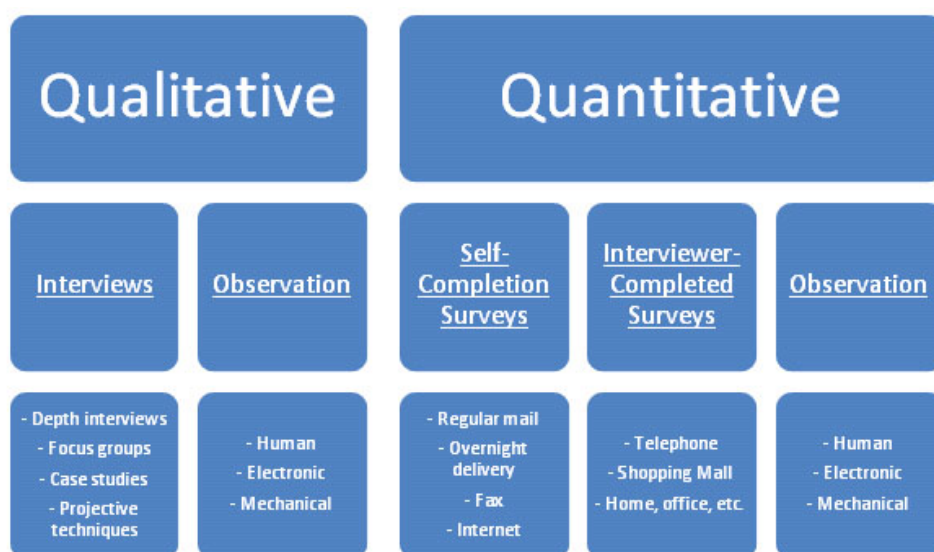 Qualitative
Quantitative
Interviews
Observation
Self-
Completion
Surveys
Interviewer-
Completed
Surveys
Observation
- Depth interviews
- Focus groups
- Case studies
- Projective
techniques
- Human
- Electronic
- Mechanical
- Regular mail
- Overnight
delivery
- Fax
- Internet
- Telephone
- Shopping Mall
- Home, office, etc.
- Human
- Electronic
- Mechanical